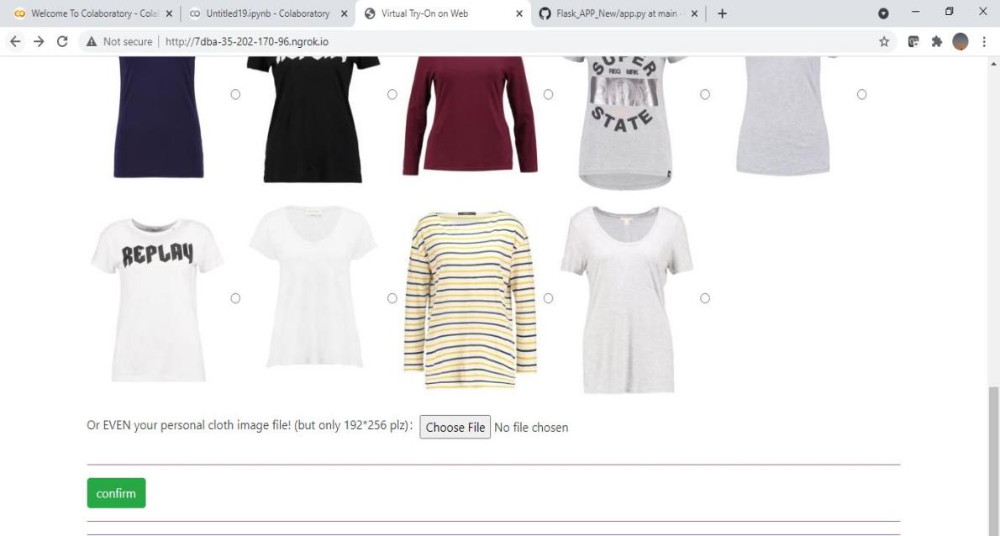 Welcome To Colaboratory - Cola
Untitled19.ipynb - Colaboratory
Virtual Try-On on Web
Flask_APP_New/app.py at main
Not secure
http://7dba-35-202-170-96.ngrok.io
SUPER
REG MRK
STATE
REPLAY
Or EVEN your personal cloth image file! (but only 192*256 plz):
Choose File No file chosen
confirm